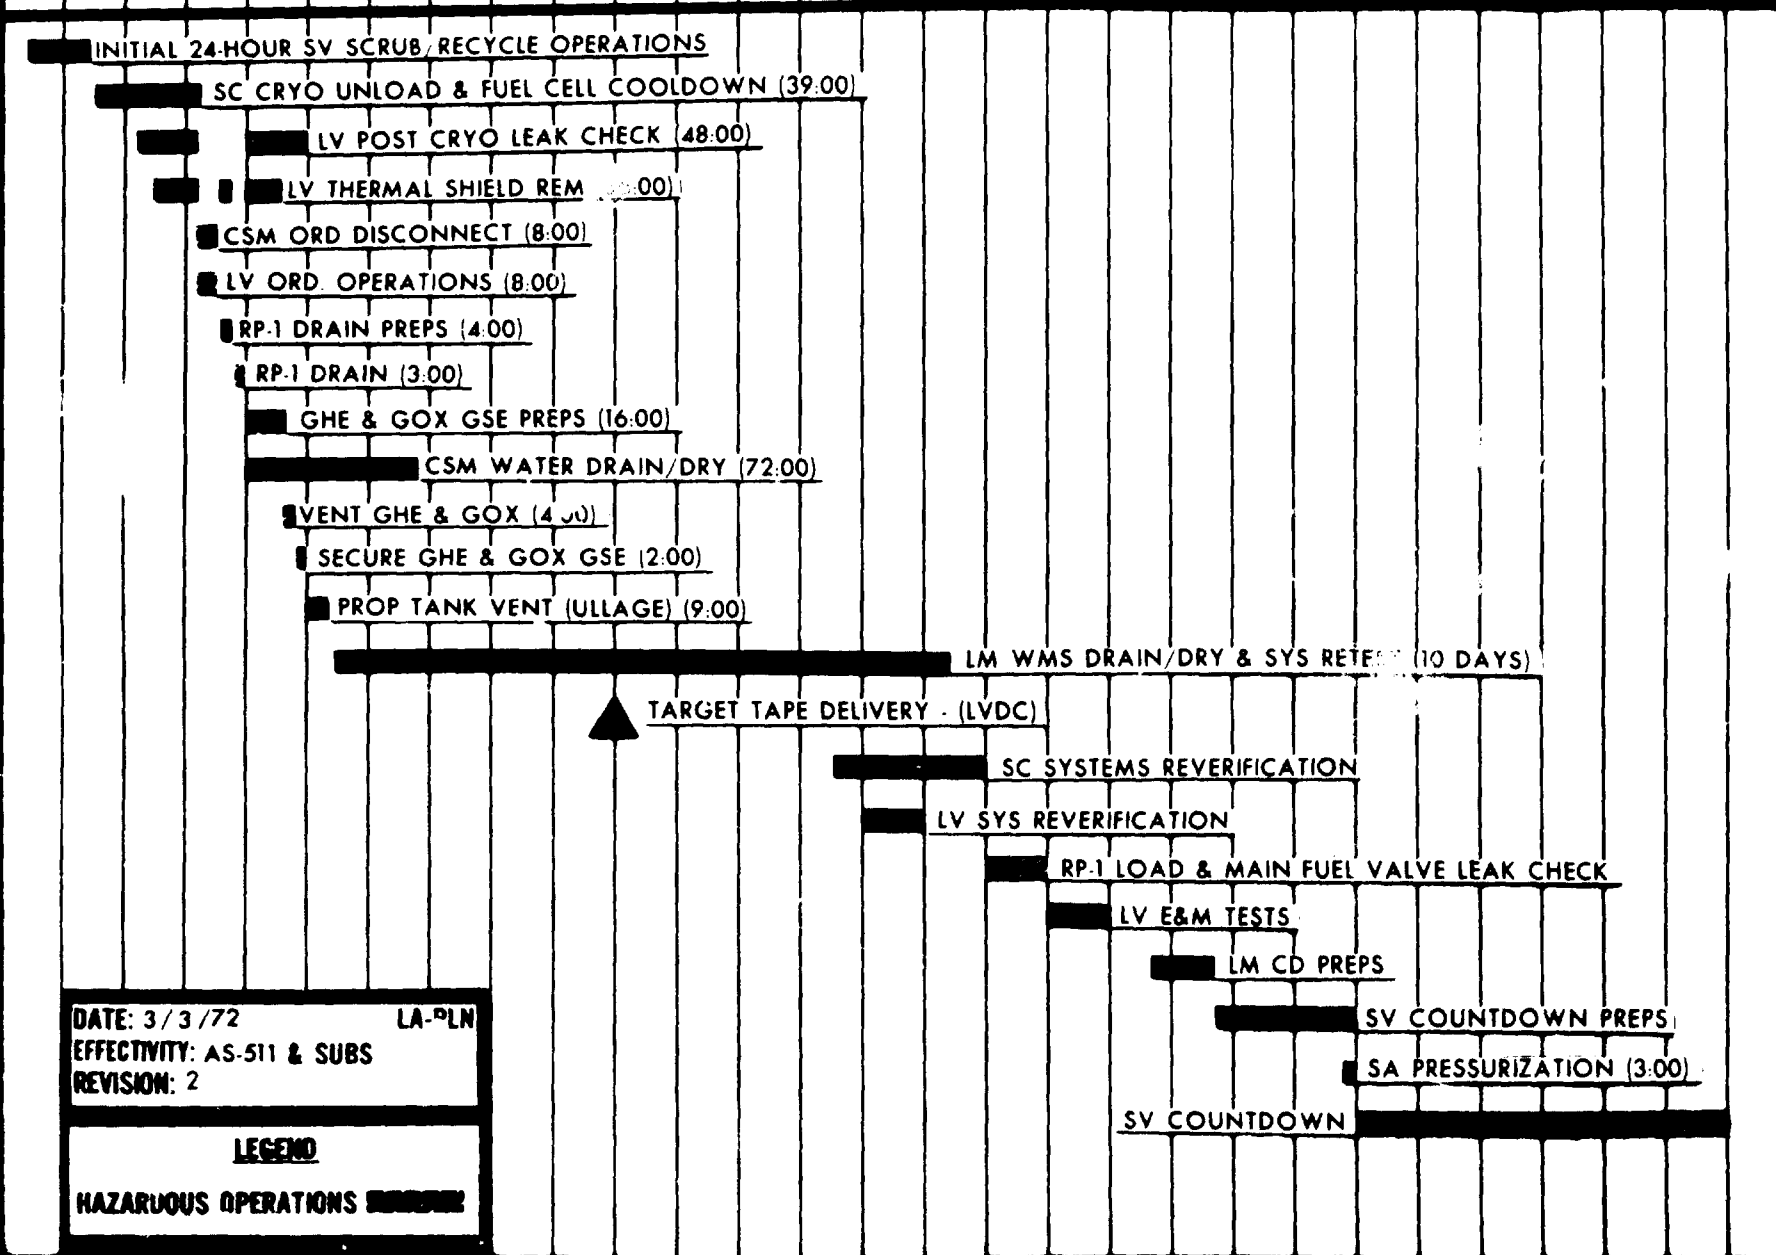 INITIAL 24-HOUR SV SCRUB/RECYCLE OPERATIONS
SC CRYO UNLOAD & FUEL CELL COOLDOWN (39:00)
LV POST CRYO LEAK CHECK (48:00)
LV THERMAL SHIELD REM
CSM ORD DISCONNECT (8:00)
LV ORD. OPERATIONS (8:00)
RP-1 DRAIN PREPS (4:00)
RP-1 DRAIN (3:00)
GHE & GOX GSE PREPS (16:00)
CSM WATER DRAIN/DRY (72:00)
VENT GHE & GOX
SECURE GHE & GOX GSE (2:00)
PROP TANK VENT (ULLAGE) (9:00)
LM WMS DRAIN/DRY & SYS (10 DAYS)
TARGET TAPE DELIVERY - (LVDC)
SC SYSTEMS REVERIFICATION
LV SYS REVERIFICATION
RP-1 LOAD & MAIN FUEL VALVE LEAK CHECK
LV E&M TESTS
LM CD PREPS
SV COUNTDOWN PREPS
SA PRESSURIZATION (3:00)
SV COUNTDOWN
DATE: 3/3/72 LA-PLN
EFFECTIVITY: AS-511 & SUBS
REVISION: 2
LEGEND
HAZARDOUS OPERATIONS